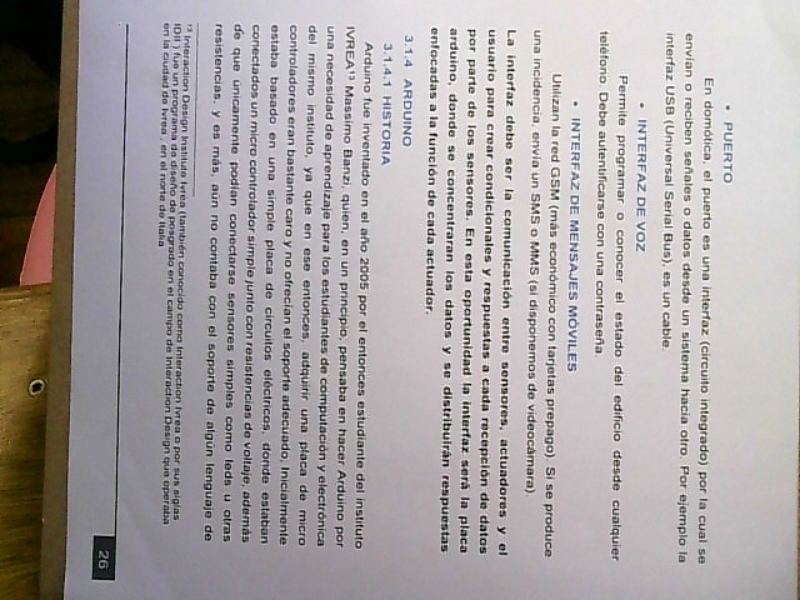 • PUERTO
En domótica, el puerto es una interfaz (circuito integrado) por la cual se
envían o reciben señales o datos desde un sistema hacia otro. Por ejemplo la
interfaz USB (Universal Serial Bus), es un cable.
• INTERFAZ DE VOZ
Permite programar o conocer el estado del edificio desde cualquier
teléfono. Debe autentificarse con una contraseña.
• INTERFAZ DE MENSAJES MÓVILES
Utilizan la red GSM (más económico con tarjetas prepago). Si se produce
una incidencia, envía un SMS o MMS (si disponemos de videocámara).
La interfaz debe ser la comunicación entre sensores, actuadores y el
usuario para crear condicionales y respuestas a cada recepción de datos
por parte de los sensores. En esta oportunidad la interfaz será la placa
arduino, donde se concentraran los datos y se distribuirán respuestas
enfocadas a la función de cada actuador.
3.1.4 ARDUINO
3.1.4.1 HISTORIA
Arduino fue inventado en el año 2005 por el entonces estudiante del instituto
IVREA¹³ Massimo Banzi, quien, en un principio, pensaba en hacer Arduino por
una necesidad de aprendizaje para los estudiantes de computación y electrónica
del mismo instituto, ya que en ese entonces, adquirir una placa de micro
controladores eran bastante caro y no ofrecían el soporte adecuado. Inicialmente
estaba basado en una simple placa de circuitos eléctricos, donde estaban
conectados un micro controlador simple junto con resistencias de voltaje, además
de que únicamente podían conectarse sensores simples como leds u otras
resistencias, y es más, aún no contaba con el soporte de algún lenguaje de
¹³ Interaction Design Institute Ivrea (también conocido como Interaction Ivrea o por sus siglas
IDII ) fue un programa de diseño de posgrado en el campo de Interaction Design que operaba
en la ciudad de Ivrea , en el norte de Italia
26